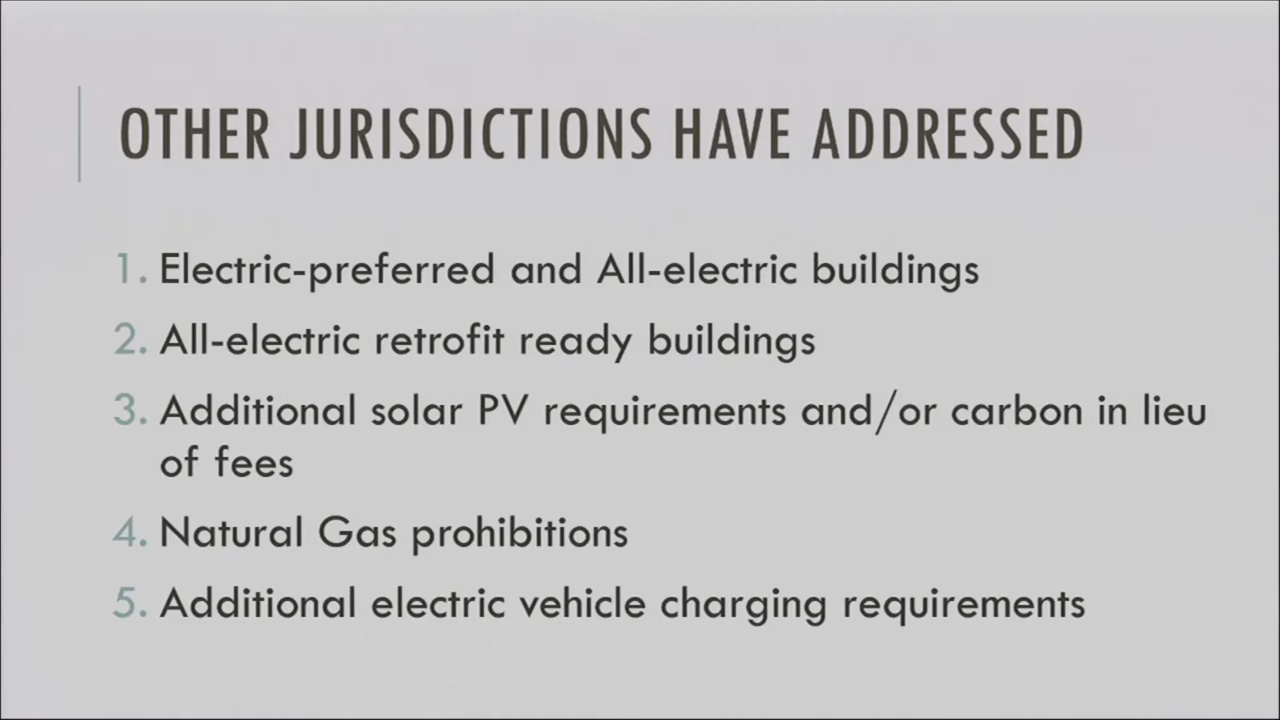 OTHER JURISDICTIONS HAVE ADDRESSED
1. Electric-preferred and All-electric buildings
2. All-electric retrofit ready buildings
3. Additional solar PV requirements and/or carbon in lieu
of fees
4. Natural Gas prohibitions
5. Additional electric vehicle charging requirements